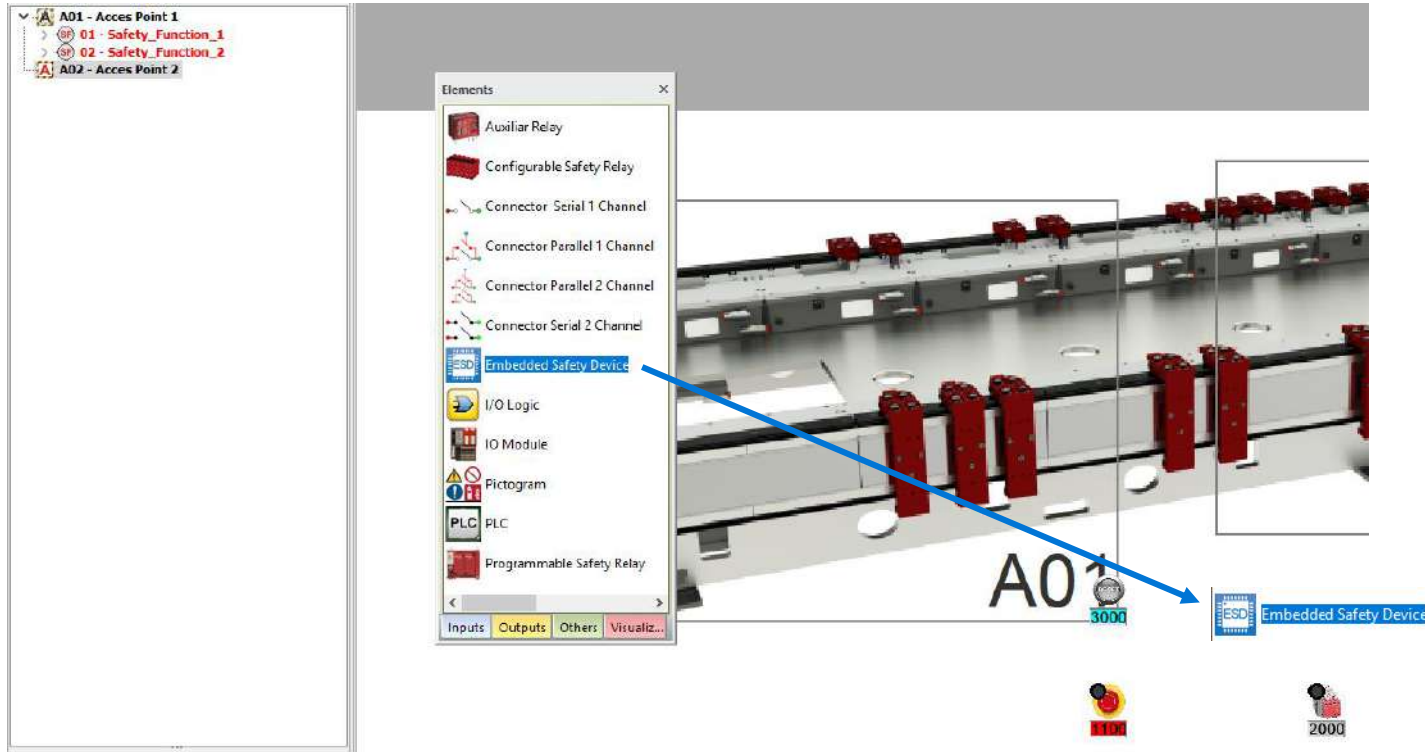 A01 - Acces Point 1
01 - Safety_Function_1
02 - Safety_Function_2
A02 - Acces Point 2
Elements
Auxiliar Relay
Configurable Safety Relay
Connector Serial 1 Channel
Connector Parallel 1 Channel
Connector Parallel 2 Channel
Connector Serial 2 Channel
ESD Embedded Safety Device
I/O Logic
IO Module
Pictogram
PLC PLC
Programmable Safety Relay
Inputs Outputs Others Visualiz...
A01
3000
ESD Embedded Safety Device
1100
2000